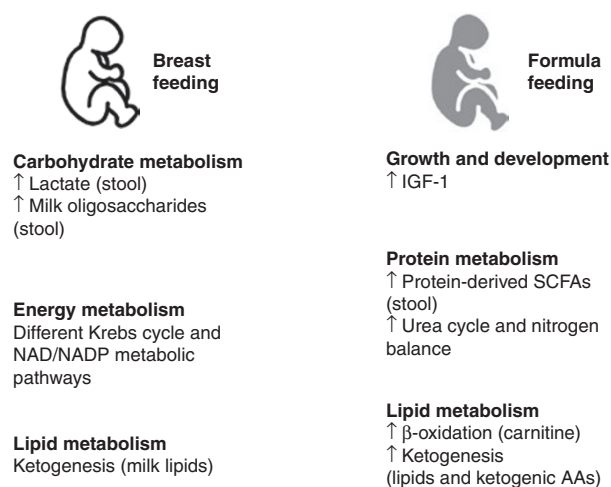 Breast
feeding
Carbohydrate metabolism
↑ Lactate (stool)
↑ Milk oligosaccharides
(stool)
Energy metabolism
Different Krebs cycle and
NAD/NADP metabolic
pathways
Lipid metabolism
Ketogenesis (milk lipids)
Formula
feeding
Growth and development
↑ IGF-1
Protein metabolism
↑ Protein-derived SCFAs
(stool)
↑ Urea cycle and nitrogen
balance
Lipid metabolism
↑ β-oxidation (carnitine)
↑ Ketogenesis
(lipids and ketogenic AAs)